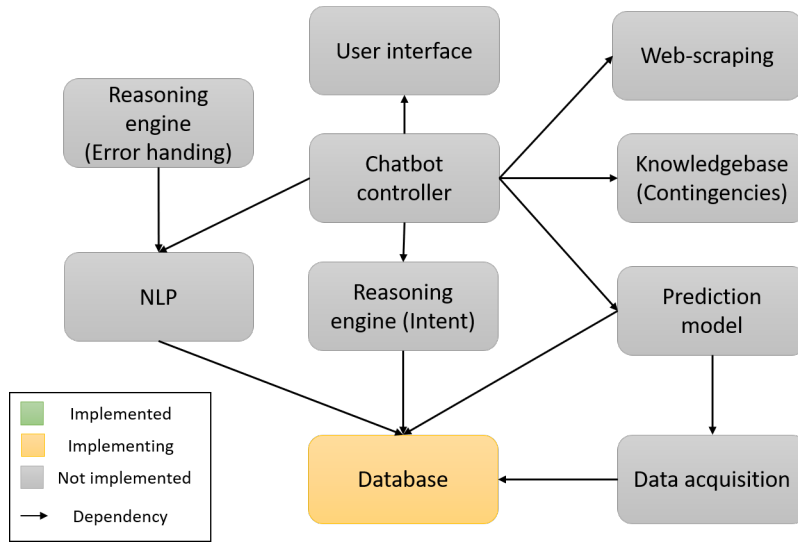 User interface
Web-scraping
Reasoning
engine
(Error handing)
Chatbot
controller
Knowledgebase
(Contingencies)
NLP
Reasoning
engine (Intent)
Prediction
model
Implemented
Implementing
Not implemented
Dependency
Database
Data acquisition